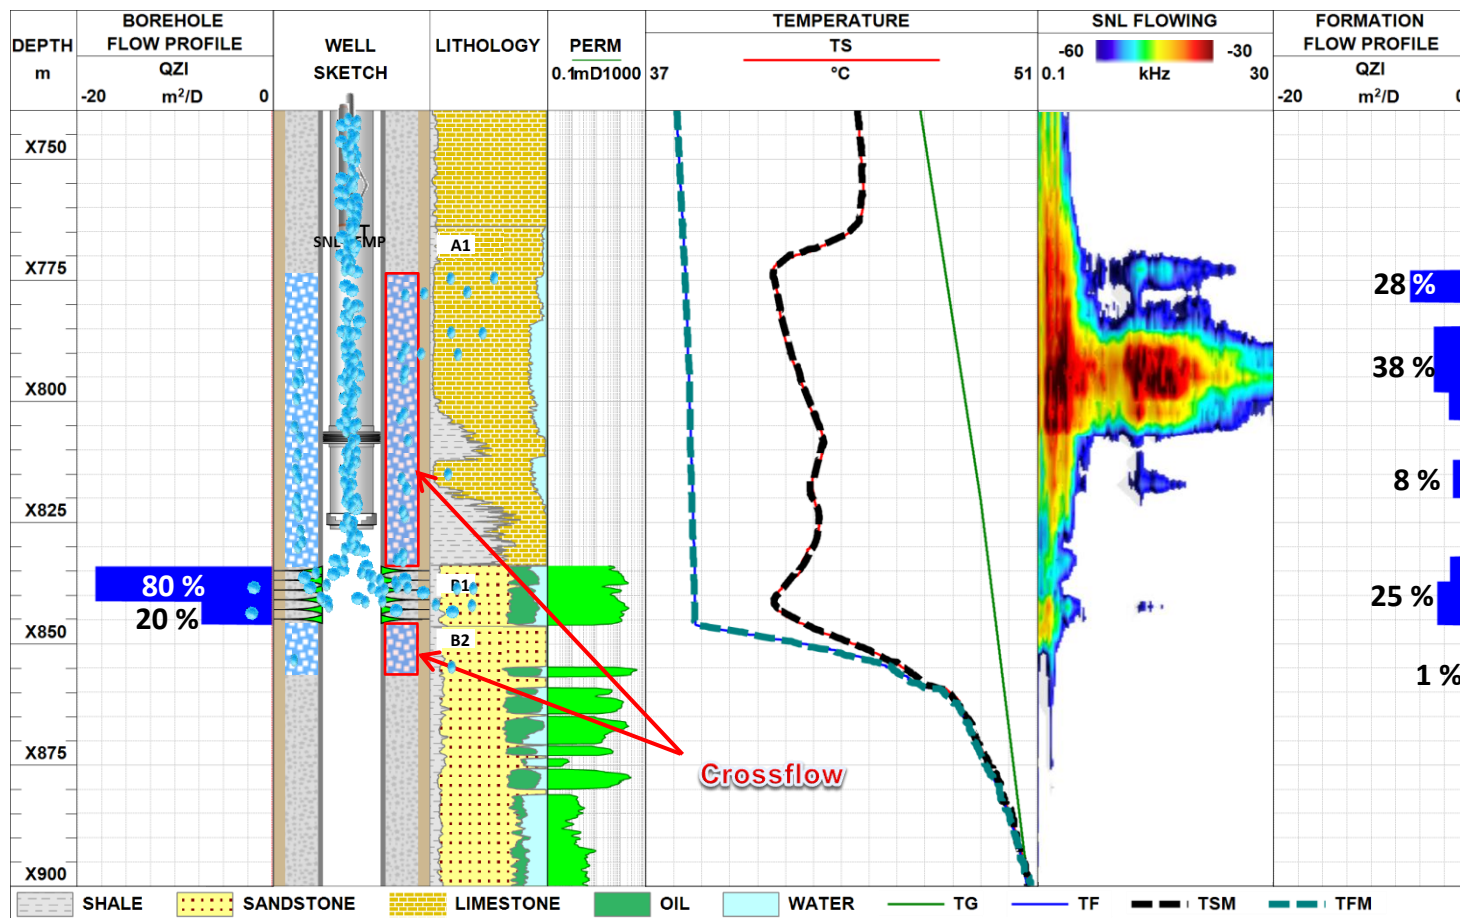 DEPTH
m
BOREHOLE
FLOW PROFILE
QZI
-20 m²/D 0
WELL
SKETCH
LITHOLOGY
PERM
0.1mD1000
TEMPERATURE
TS
37 °C 51
SNL FLOWING
-60 -30
0.1 kHz 30
FORMATION
FLOW PROFILE
QZI
-20 m²/D 0
X750
X775
X800
X825
X850
X875
X900
SNL
A1
B1
B2
80 %
20 %
28 %
38 %
8 %
25 %
1 %
Crossflow
SHALE SANDSTONE LIMESTONE OIL WATER TG TF TSM TFM